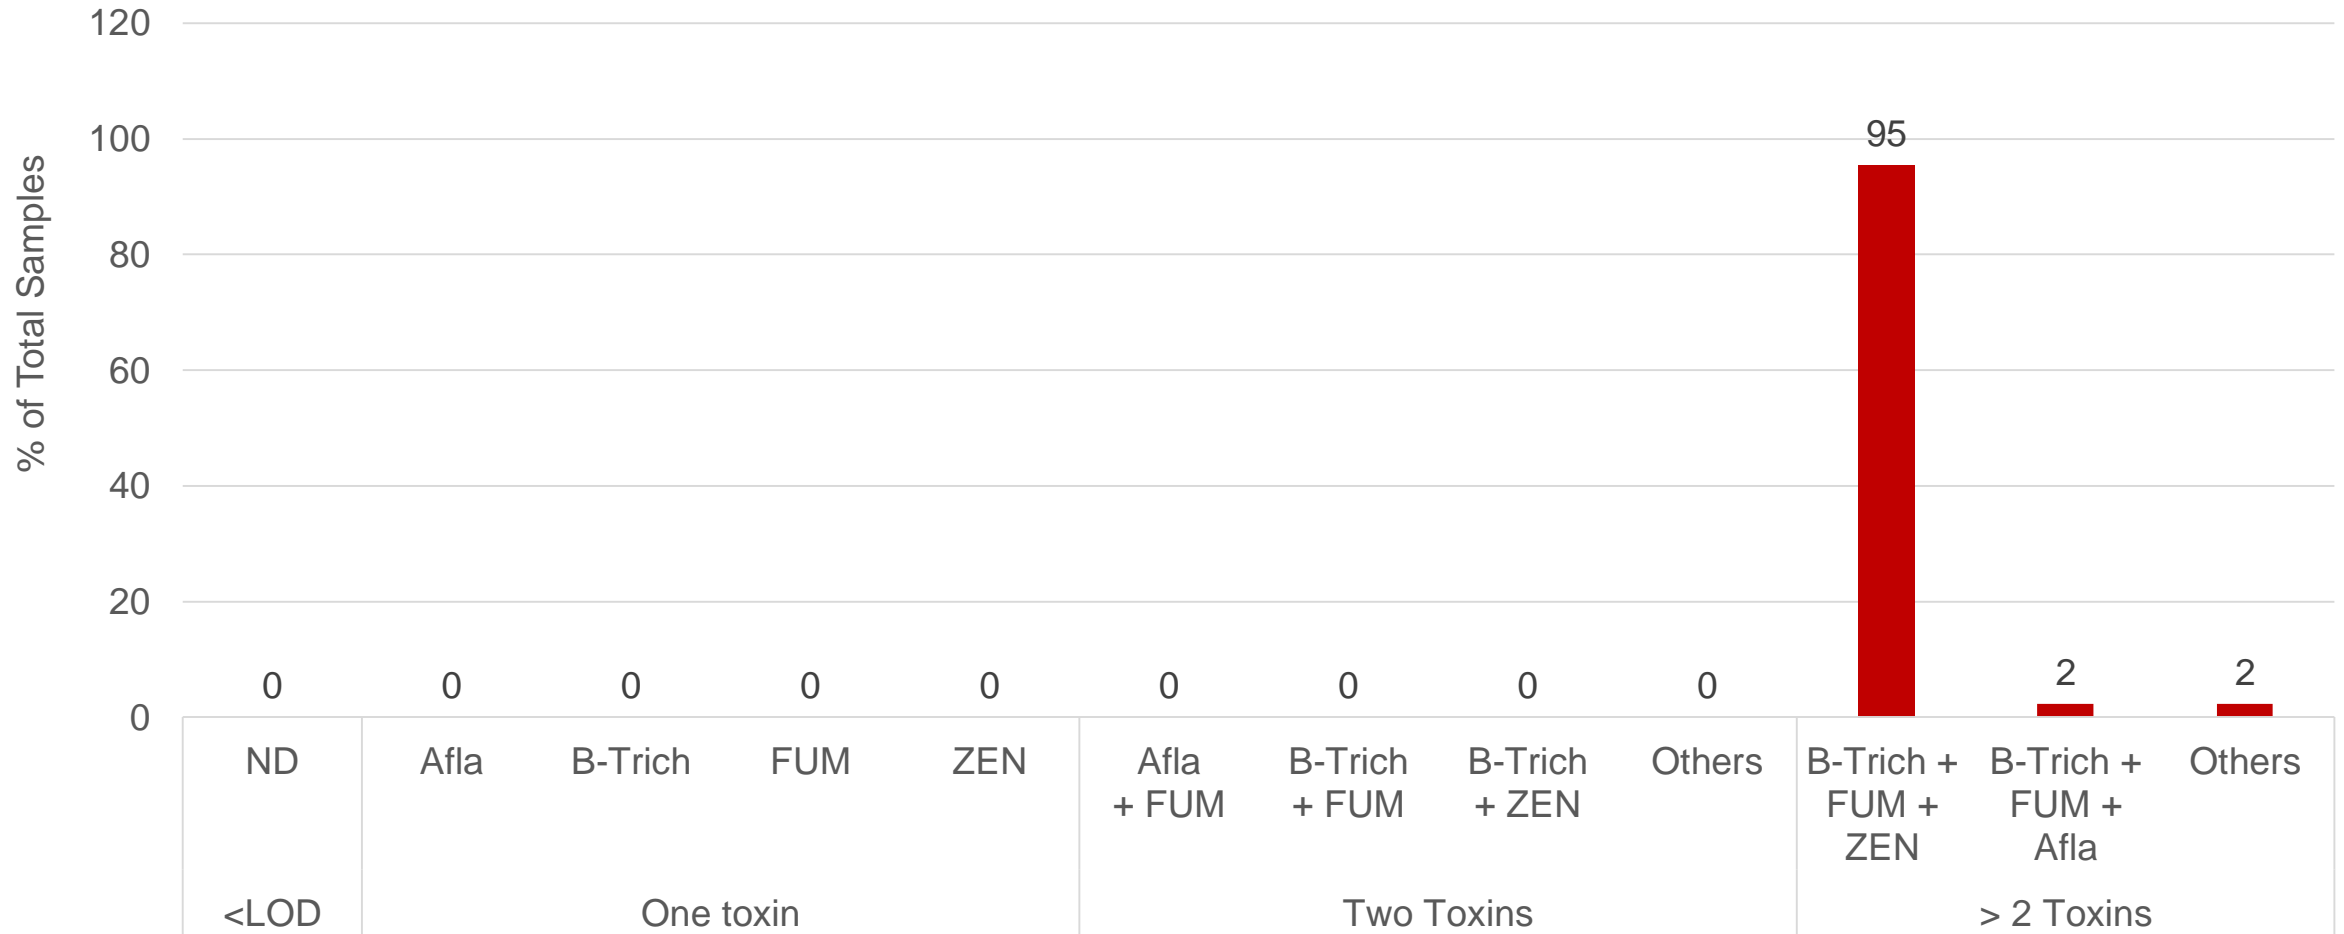 120
100
80
60
40
20
0
% of Total Samples
0
0
0
0
0
0
0
0
0
95
2
2
ND
Afla
B-Trich
FUM
ZEN
Afla
+ FUM
B-Trich
+ FUM
B-Trich
+ ZEN
Others
B-Trich +
FUM +
ZEN
B-Trich +
FUM +
Afla
Others
<LOD
One toxin
Two Toxins
> 2 Toxins